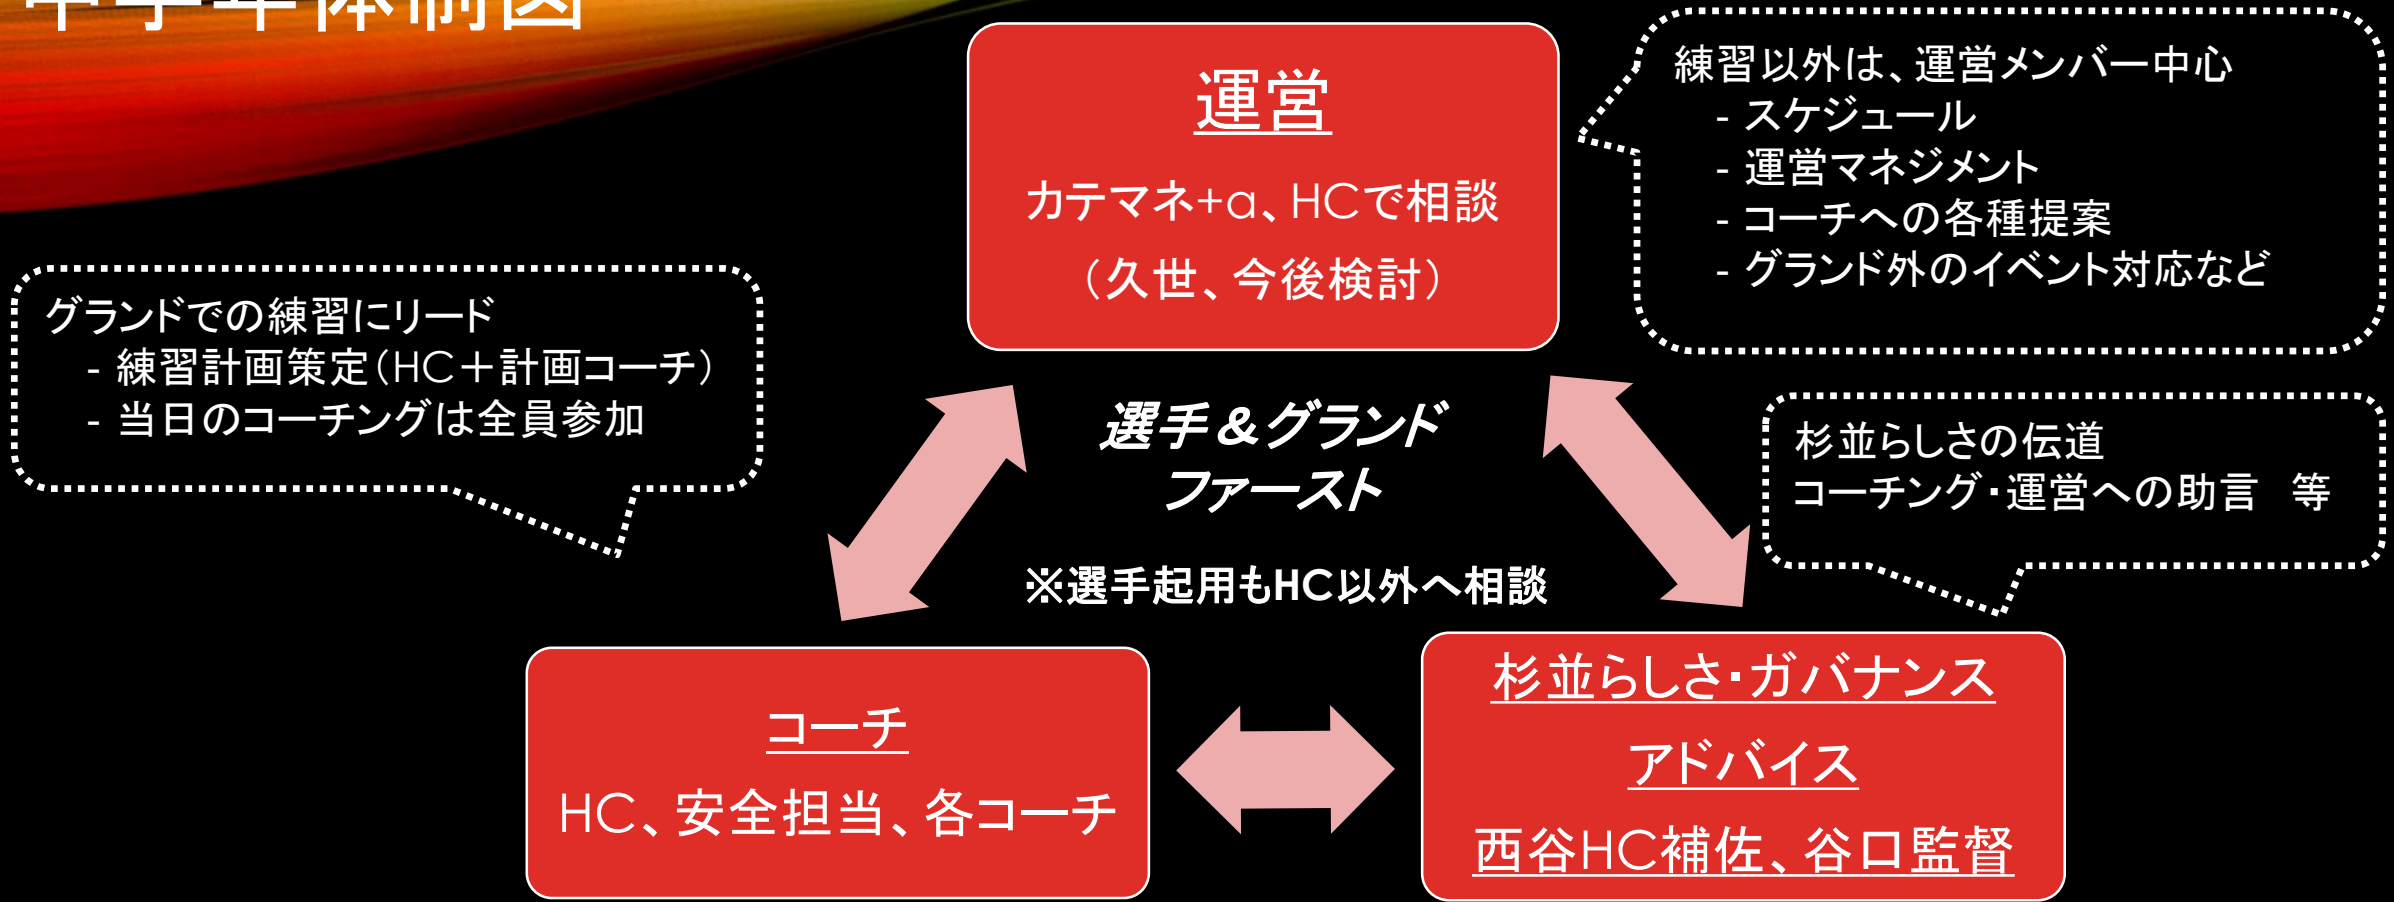 中学年体制図
運営
カテマネ+α、HCで相談
（久世、今後検討）
練習以外は、運営メンバー中心
- スケジュール
- 運営マネジメント
- コーチへの各種提案
- グランド外のイベント対応など
グランドでの練習にリード
- 練習計画策定（HC＋計画コーチ）
- 当日のコーチングは全員参加
選手＆グランド
ファースト
※選手起用もHC以外へ相談
杉並らしさの伝道
コーチング・運営への助言　等
コーチ
HC、安全担当、各コーチ
杉並らしさ・ガバナンス
アドバイス
西谷HC補佐、谷口監督